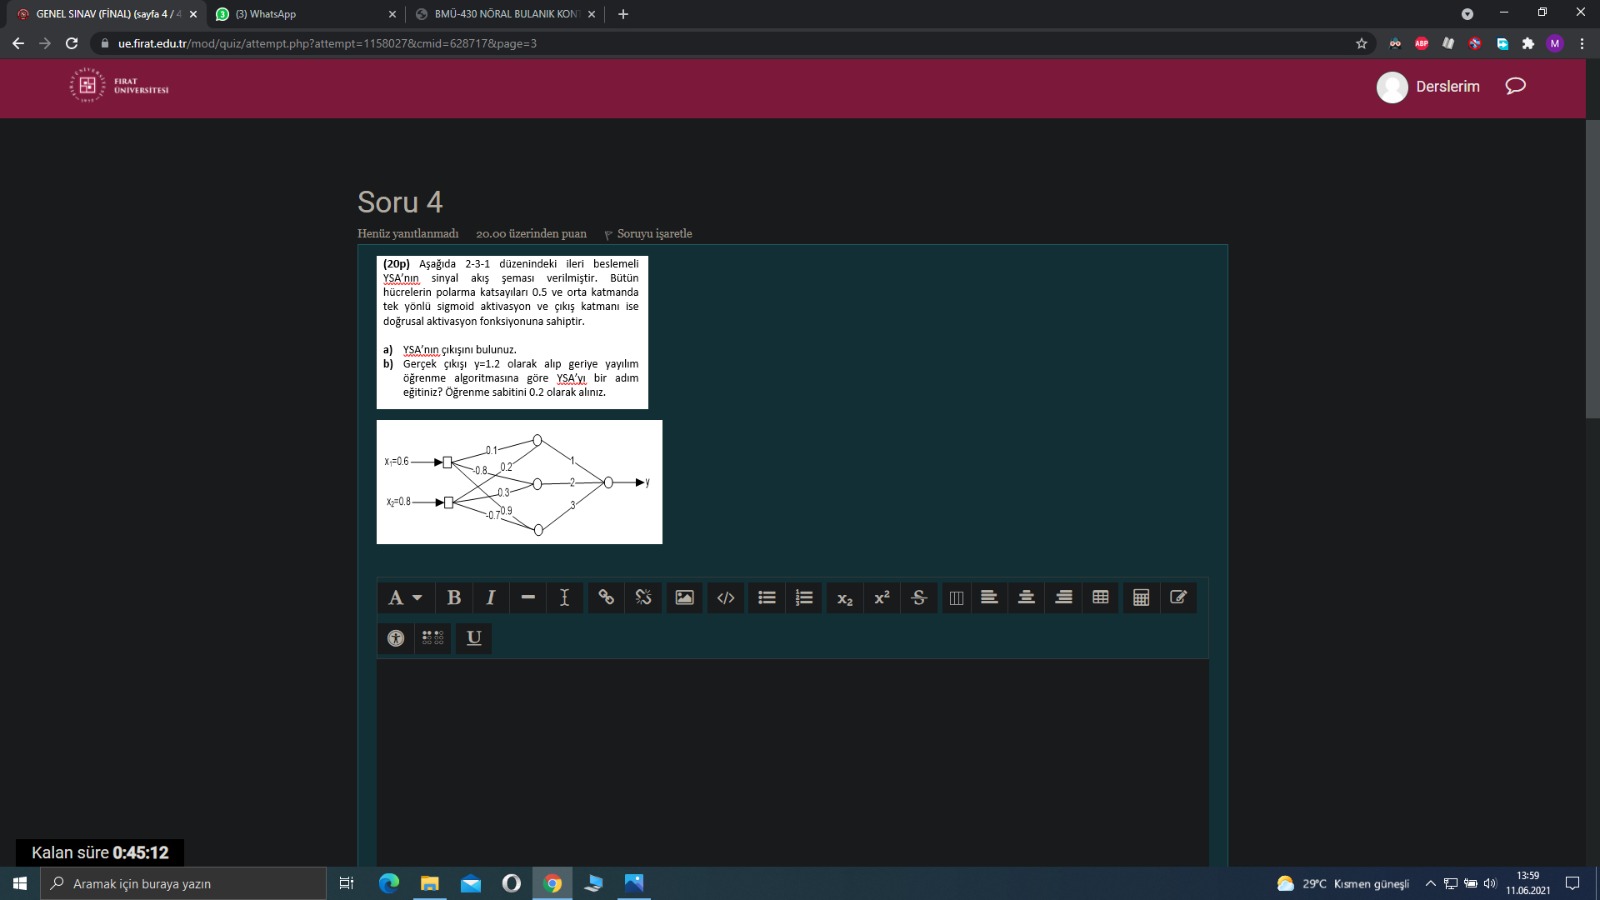 GENEL SINAV (FİNAL) (sayfa 4 / 4
(3) WhatsApp
BMÜ-430 NÖRAL BULANIK KON
ue.firat.edu.tr/mod/quiz/attempt.php?attempt=1158027&cmid=628717&page=3
ABP
M
FIRAT
ÜNİVERSİTESİ
Derslerim
Soru 4
Henüz yanıtlanmadı 20.00 üzerinden puan Soruyu işaretle
(20p) Aşağıda 2-3-1 düzenindeki ileri beslemeli
YSA'nın sinyal akış şeması verilmiştir. Bütün
hücrelerin polarma katsayıları 0.5 ve orta katmanda
tek yönlü sigmoid aktivasyon ve çıkış katmanı ise
doğrusal aktivasyon fonksiyonuna sahiptir.
a) YSA'nın çıkışını bulunuz.
b) Gerçek çıkışı y=1.2 olarak alıp geriye yayılım
öğrenme algoritmasına göre YSA'yı bir adım
eğitiniz? Öğrenme sabitini 0.2 olarak alınız.
0.1
x₁=0.6
1
-0.8
0.2
2
y
0.3
x₂=0.8
3
-0.7
0.9
A B I
x₂ x² S
U
Kalan süre 0:45:12
Aramak için buraya yazın
29°C Kısmen güneşli
13:59
11.06.2021